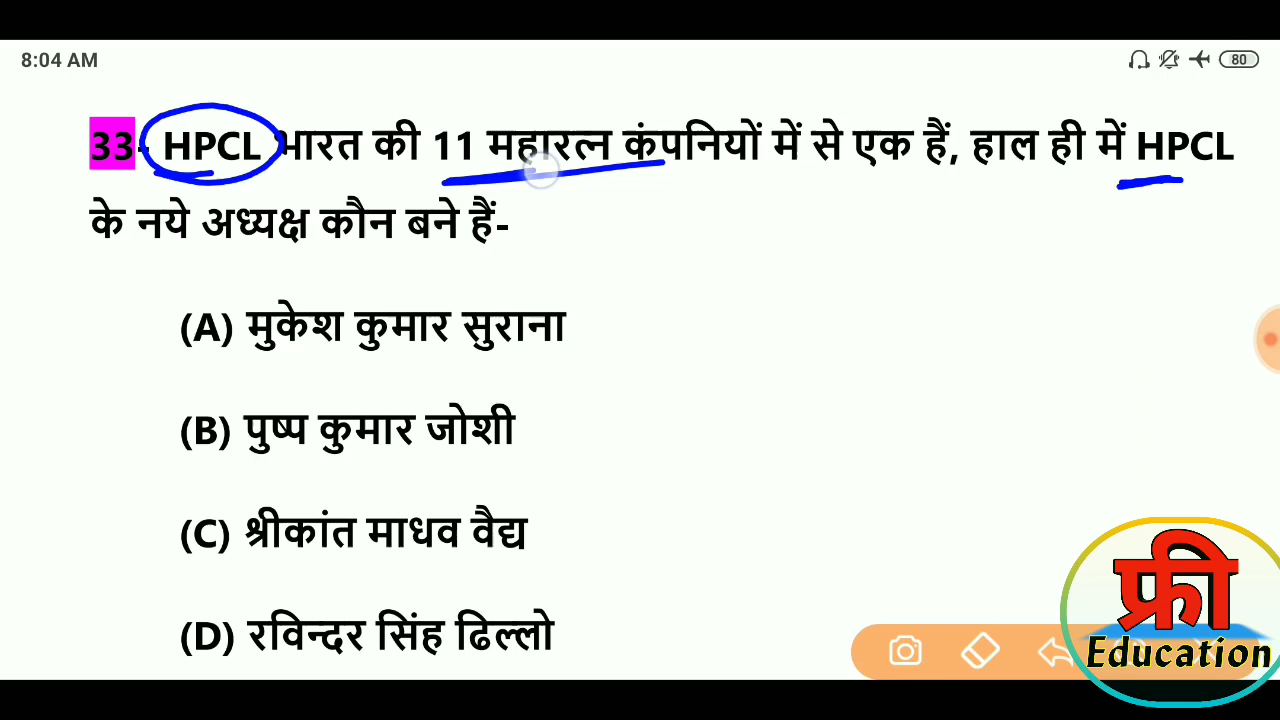 8:04 AM
80
33- HPCL भारत की 11 महारत्न कंपनियों में से एक हैं, हाल ही में HPCL
के नये अध्यक्ष कौन बने हैं-
(A) मुकेश कुमार सुराना
(B) पुष्प कुमार जोशी
(C) श्रीकांत माधव वैद्य
(D) रविन्दर सिंह ढिल्लो
फ्री
Education